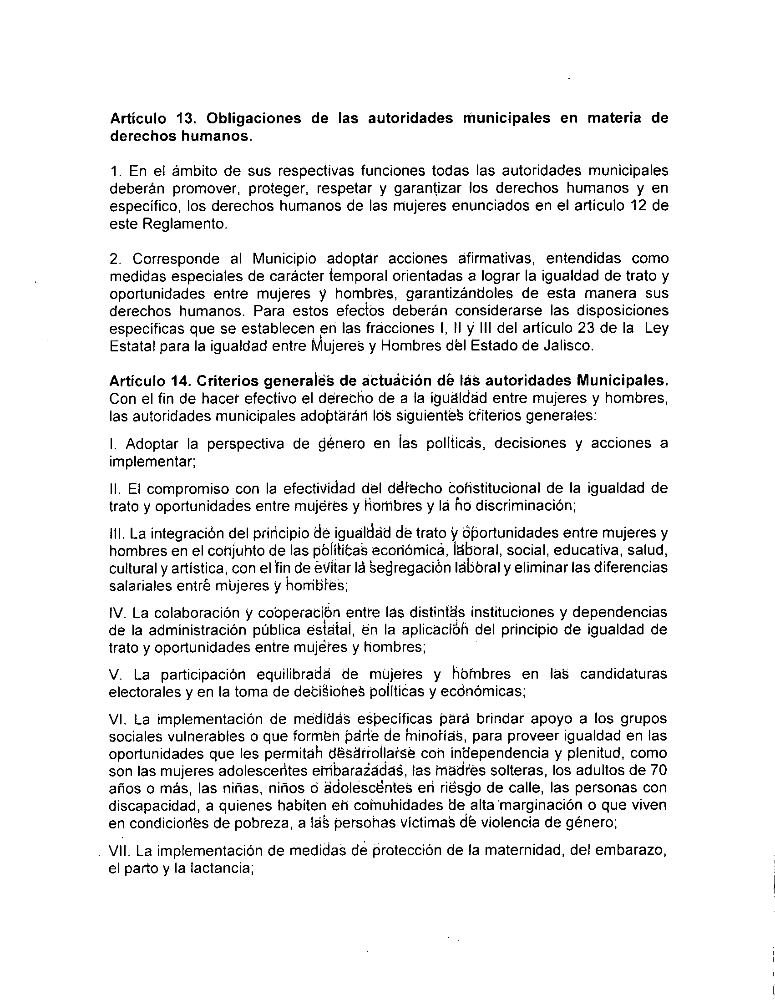 Artículo 13. Obligaciones de las autoridades municipales en materia de
derechos humanos.
1. En el ámbito de sus respectivas funciones todas las autoridades municipales
deberán promover, proteger, respetar y garantizar los derechos humanos y en
específico, los derechos humanos de las mujeres enunciados en el artículo 12 de
este Reglamento.
2. Corresponde al Municipio adoptar acciones afirmativas, entendidas como
medidas especiales de carácter temporal orientadas a lograr la igualdad de trato y
oportunidades entre mujeres y hombres, garantizándoles de esta manera sus
derechos humanos. Para estos efectos deberán considerarse las disposiciones
específicas que se establecen en las fracciones I, II y III del artículo 23 de la Ley
Estatal para la igualdad entre Mujeres y Hombres del Estado de Jalisco.
Artículo 14. Criterios generales de actuación de las autoridades Municipales.
Con el fin de hacer efectivo el derecho de a la igualdad entre mujeres y hombres,
las autoridades municipales adoptarán los siguientes criterios generales:
I. Adoptar la perspectiva de género en las políticas, decisiones y acciones a
implementar;
II. El compromiso con la efectividad del derecho constitucional de la igualdad de
trato y oportunidades entre mujeres y hombres y la no discriminación;
III. La integración del principio de igualdad de trato y oportunidades entre mujeres y
hombres en el conjunto de las políticas económica, laboral, social, educativa, salud,
cultural y artística, con el fin de evitar la segregación laboral y eliminar las diferencias
salariales entre mujeres y hombres;
IV. La colaboración y cooperación entre las distintas instituciones y dependencias
de la administración pública estatal, en la aplicación del principio de igualdad de
trato y oportunidades entre mujeres y hombres;
V. La participación equilibrada de mujeres y hombres en las candidaturas
electorales y en la toma de decisiones políticas y económicas;
VI. La implementación de medidas específicas para brindar apoyo a los grupos
sociales vulnerables o que formen parte de minorías, para proveer igualdad en las
oportunidades que les permitan desarrollarse con independencia y plenitud, como
son las mujeres adolescentes embarazadas, las madres solteras, los adultos de 70
años o más, las niñas, niños o adolescentes en riesgo de calle, las personas con
discapacidad, a quienes habiten en comunidades de alta marginación o que viven
en condiciones de pobreza, a las personas víctimas de violencia de género;
VII. La implementación de medidas de protección de la maternidad, del embarazo,
el parto y la lactancia;